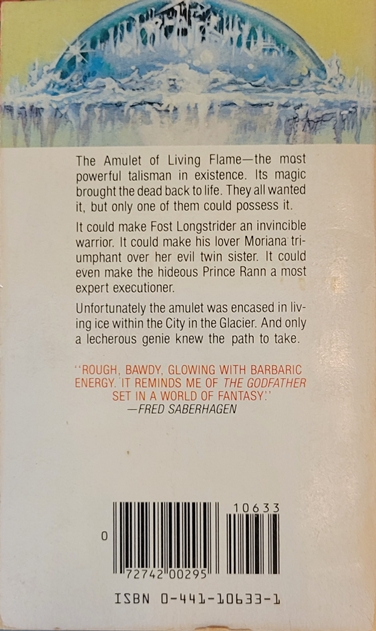 The Amulet of Living Flame—the most
powerful talisman in existence. Its magic
brought the dead back to life. They all wanted
it, but only one of them could possess it.
It could make Fost Longstrider an invincible
warrior. It could make his lover Moriana tri-
umphant over her evil twin sister. It could
even make the hideous Prince Rann a most
expert executioner.
Unfortunately the amulet was encased in liv-
ing ice within the City in the Glacier. And only
a lecherous genie knew the path to take.
‘‘ROUGH, BAWDY, GLOWING WITH BARBARIC
ENERGY. IT REMINDS ME OF THE GODFATHER
SET IN A WORLD OF FANTASY.’’
—FRED SABERHAGEN
10633
0
72742 00295
ISBN 0-441-10633-1